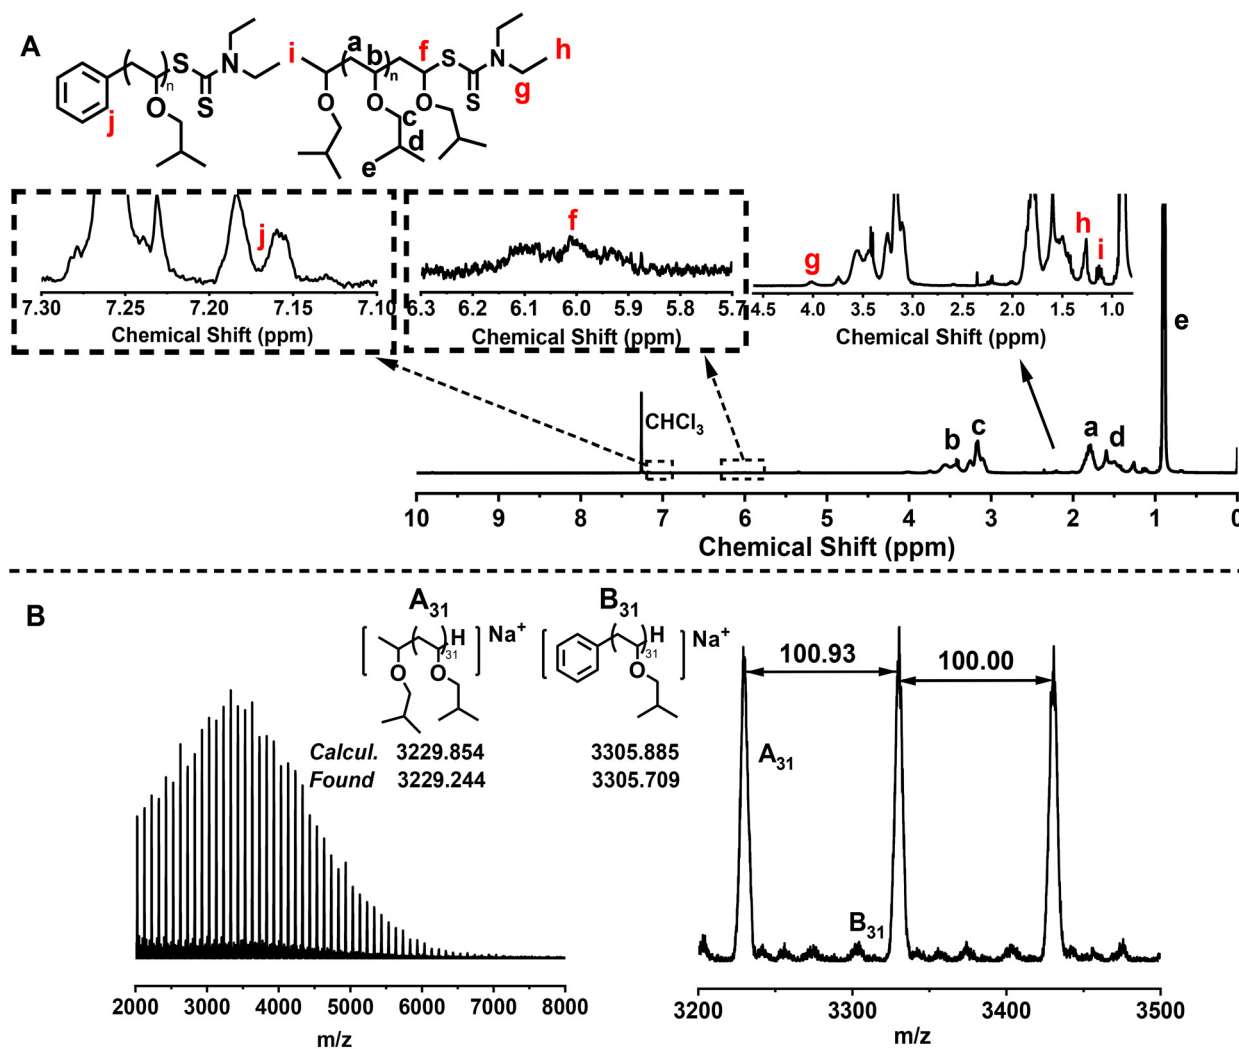 A
a
b
n
S
N
S
O
n
j
i
f
S
N
S
h
g
O
O
O
c
d
e
j
7.30 7.25 7.20 7.15 7.10
Chemical Shift (ppm)
f
6.3 6.2 6.1 6.0 5.9 5.8 5.7
Chemical Shift (ppm)
g
h
i
4.5 4.0 3.5 3.0 2.5 2.0 1.5 1.0
Chemical Shift (ppm)
e
CHCl3
b
c
a
d
10 9 8 7 6 5 4 3 2 1 0
Chemical Shift (ppm)
B
A31 B31
H Na+ H Na+
31 31
O O O
Calcul. 3229.854 3305.885
Found 3229.244 3305.709
2000 3000 4000 5000 6000 7000 8000
m/z
100.93 100.00
A31
B31
3200 3300 3400 3500
m/z